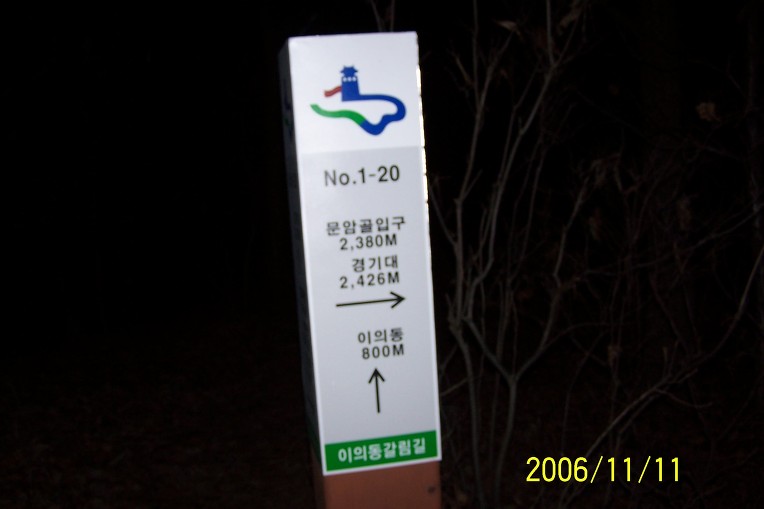 No.1-20
문암골입구
2,380M
경기대
2,426M
이의동
800M
이의동갈림길
2006/11/11